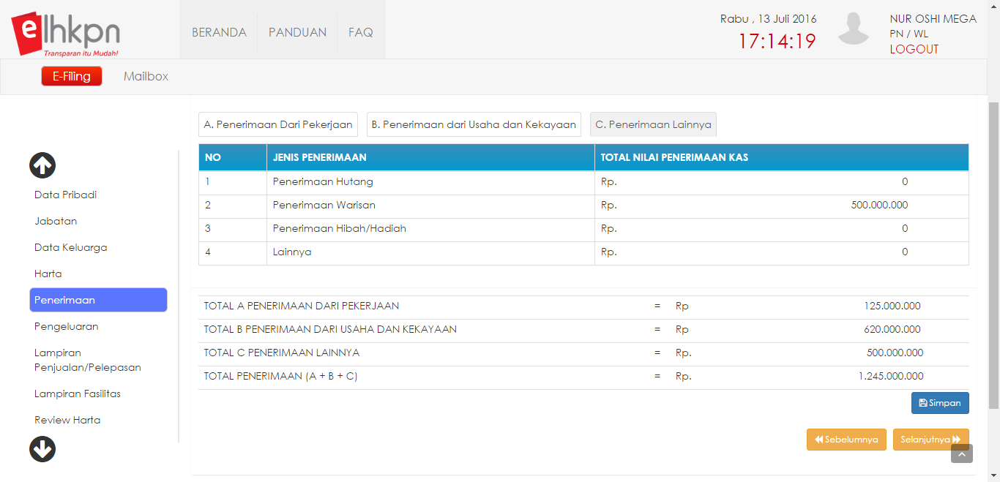 elhkpn
Transparan itu Mudah!
BERANDA PANDUAN FAQ
Rabu , 13 Juli 2016
17:14:19
NUR OSHI MEGA
PN / WL
LOGOUT
E-Filing Mailbox
Data Pribadi
Jabatan
Data Keluarga
Harta
Penerimaan
Pengeluaran
Lampiran
Penjualan/Pelepasan
Lampiran Fasilitas
Review Harta
A. Penerimaan Dari Pekerjaan B. Penerimaan dari Usaha dan Kekayaan C. Penerimaan Lainnya
NO JENIS PENERIMAAN TOTAL NILAI PENERIMAAN KAS
1 Penerimaan Hutang Rp. 0
2 Penerimaan Warisan Rp. 500.000.000
3 Penerimaan Hibah/Hadiah Rp. 0
4 Lainnya Rp. 0
TOTAL A PENERIMAAN DARI PEKERJAAN = Rp 125.000.000
TOTAL B PENERIMAAN DARI USAHA DAN KEKAYAAN = Rp 620.000.000
TOTAL C PENERIMAAN LAINNYA = Rp. 500.000.000
TOTAL PENERIMAAN (A + B + C) = Rp. 1.245.000.000
Simpan
Sebelumnya Selanjutnya